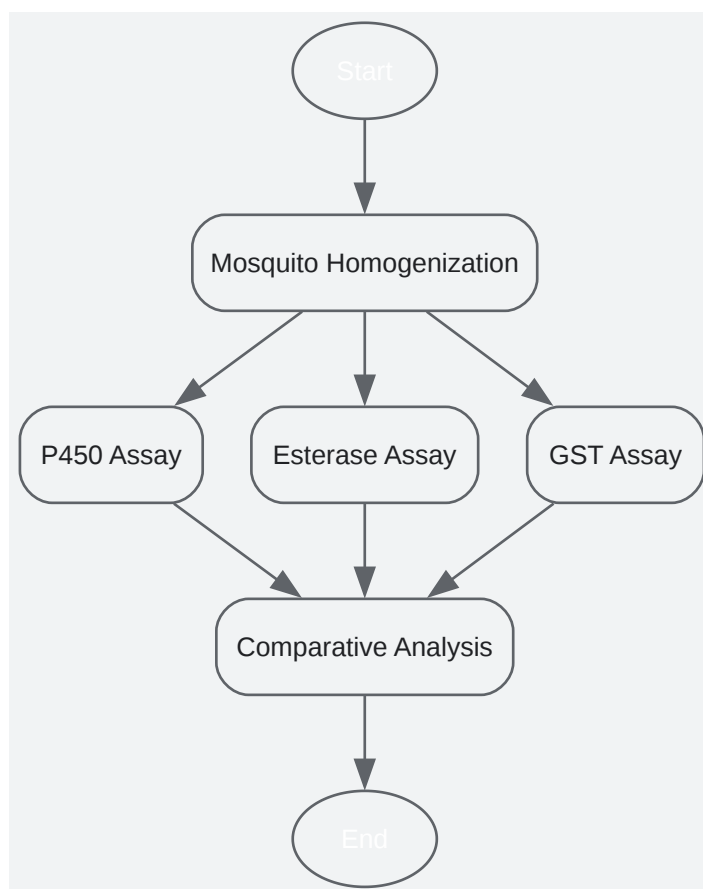 Start
Mosquito Homogenization
P450 Assay
Esterase Assay
GST Assay
Comparative Analysis
End